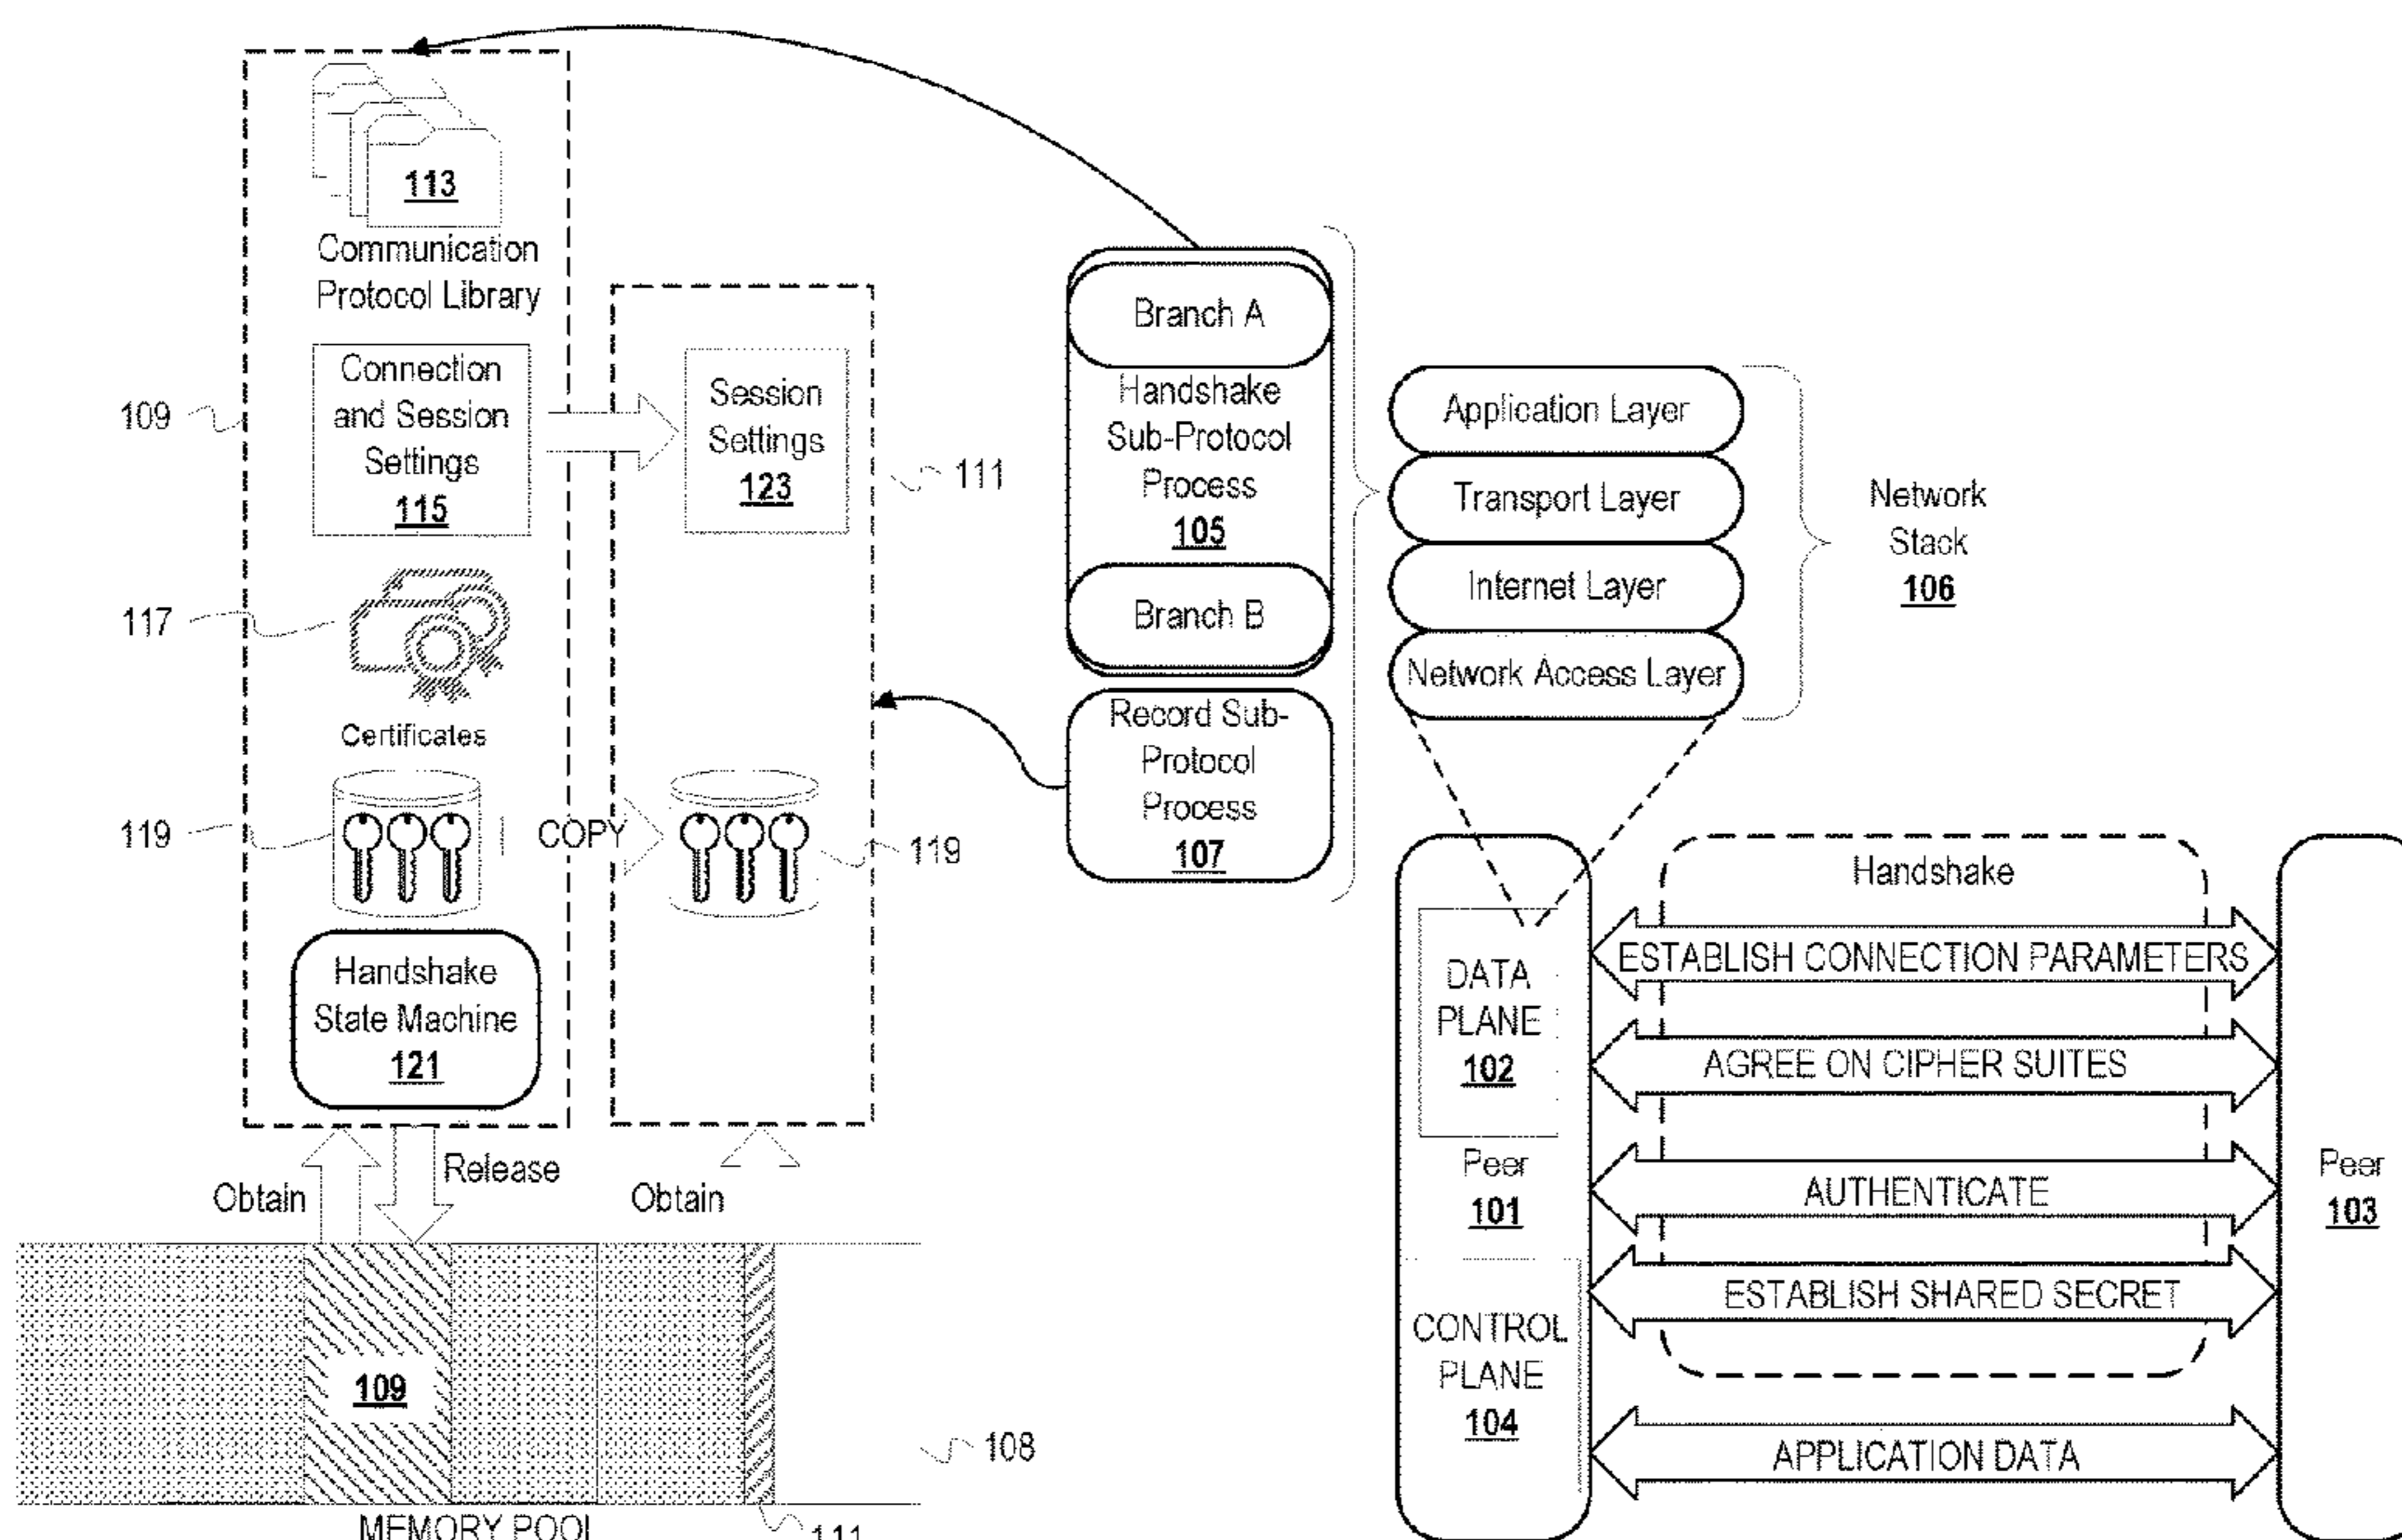 113
Communication
Protocol Library
Connection
and Session
Settings
115
109
117
Certificates
119
COPY
Handshake
State Machine
121
Session
Settings
123
111
119
Obtain
Release
Obtain
109
108
MEMORY POOL
111
Branch A
Handshake
Sub-Protocol
Process
105
Branch B
Record Sub-
Protocol
Process
107
Application Layer
Transport Layer
Internet Layer
Network Access Layer
Network
Stack
106
DATA
PLANE
102
Peer
101
CONTROL
PLANE
104
Handshake
ESTABLISH CONNECTION PARAMETERS
AGREE ON CIPHER SUITES
AUTHENTICATE
ESTABLISH SHARED SECRET
APPLICATION DATA
Peer
103